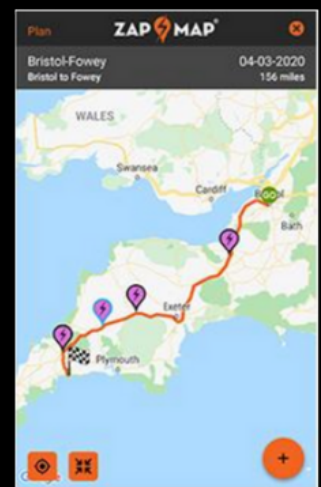 Plan
ZAP MAP®
Bristol-Fowey
04-03-2020
Bristol to Fowey
156 miles
WALES
Swansea
Cardiff
GO
Bath
Exeter
Plymouth